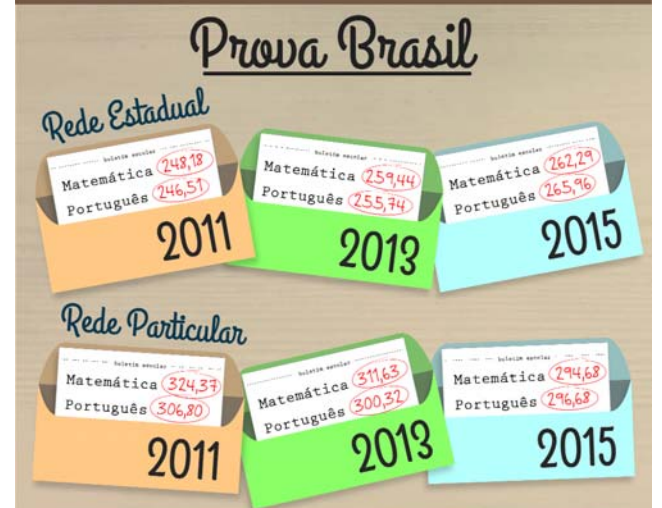 Prova Brasil
Rede Estadual
boletim escolar
Matemática 248,18
Português 246,51
2011
boletim escolar
Matemática 259,44
Português 255,74
2013
boletim escolar
Matemática 262,29
Português 265,96
2015
Rede Particular
boletim escolar
Matemática 324,37
Português 306,80
2011
boletim escolar
Matemática 311,63
Português 300,32
2013
boletim escolar
Matemática 294,68
Português 296,68
2015